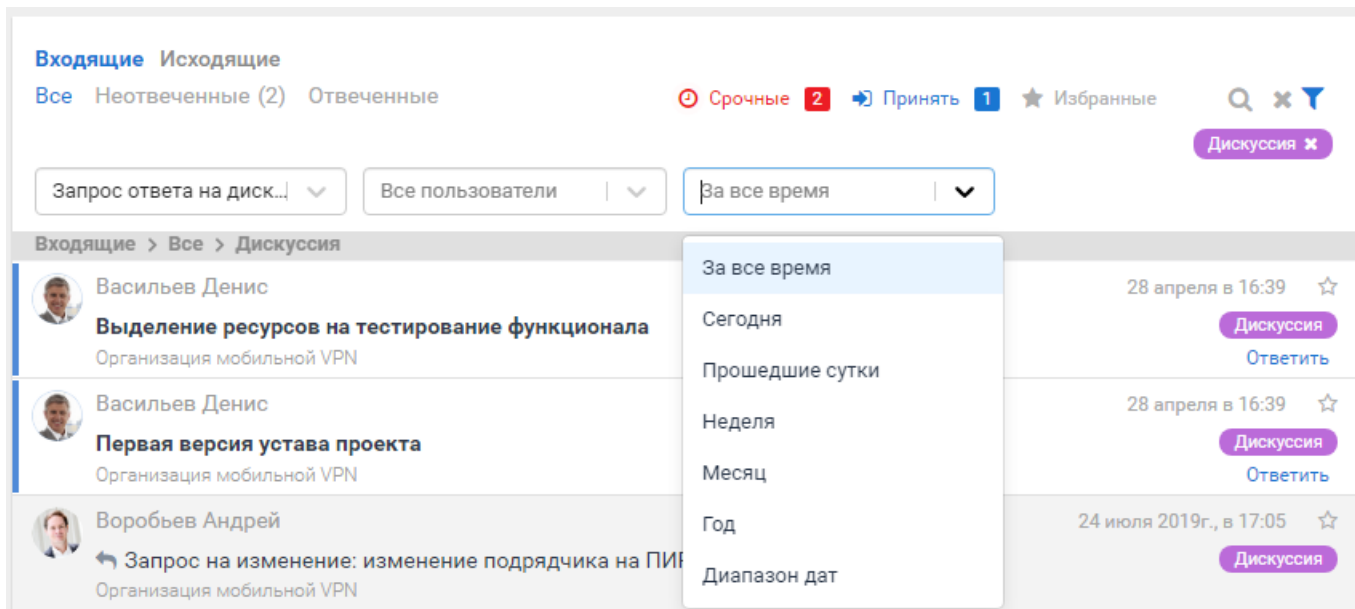 Входящие Исходящие
Все Неотвеченные (2) Отвеченные Срочные 2 Принять 1 Избранные
Дискуссия
Запрос ответа на диск... Все пользователи За все время
Входящие > Все > Дискуссия
За все время
Сегодня
Прошедшие сутки
Неделя
Месяц
Год
Диапазон дат
Васильев Денис 28 апреля в 16:39
Выделение ресурсов на тестирование функционала Дискуссия
Организация мобильной VPN Ответить
Васильев Денис 28 апреля в 16:39
Первая версия устава проекта Дискуссия
Организация мобильной VPN Ответить
Воробьев Андрей 24 июля 2019г., в 17:05
Запрос на изменение: изменение подрядчика на Дискуссия
Организация мобильной VPN